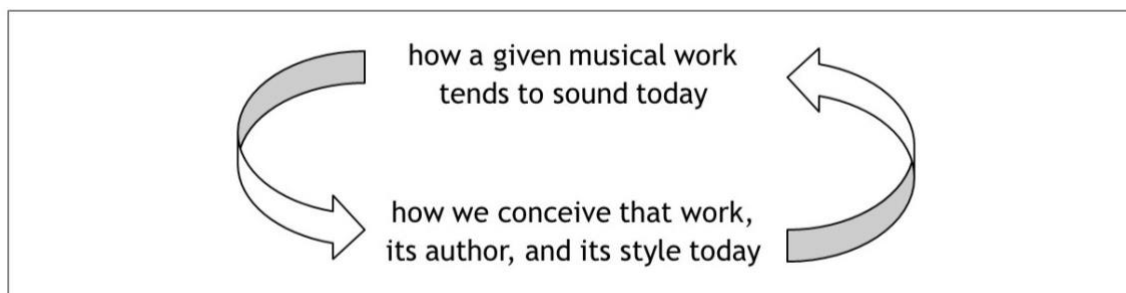 how a given musical work
tends to sound today
how we conceive that work,
its author, and its style today